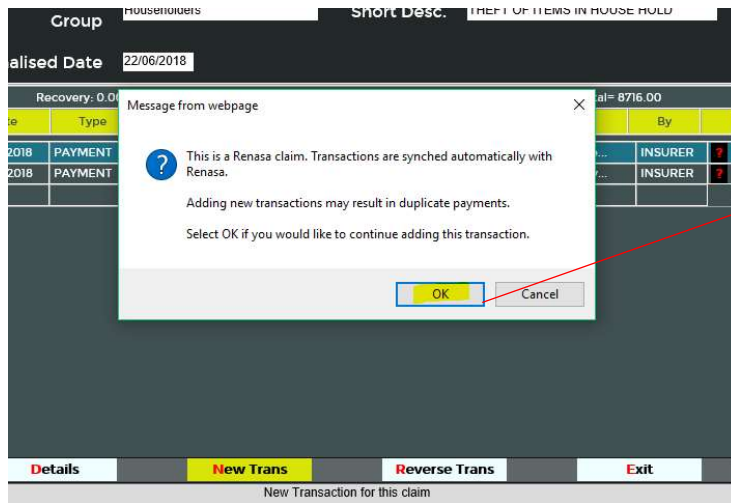 Householders
Group
Short Desc.
THEFT OF ITEMS IN HOUSE HOLD
alised Date
22/06/2018
Recovery: 0.0
al= 8716.00
Type
By
2018 PAYMENT
INSURER ?
2018 PAYMENT
INSURER ?
Message from webpage
This is a Renasa claim. Transactions are synched automatically with
Renasa.
Adding new transactions may result in duplicate payments.
Select OK if you would like to continue adding this transaction.
OK Cancel
Details New Trans Reverse Trans Exit
New Transaction for this claim